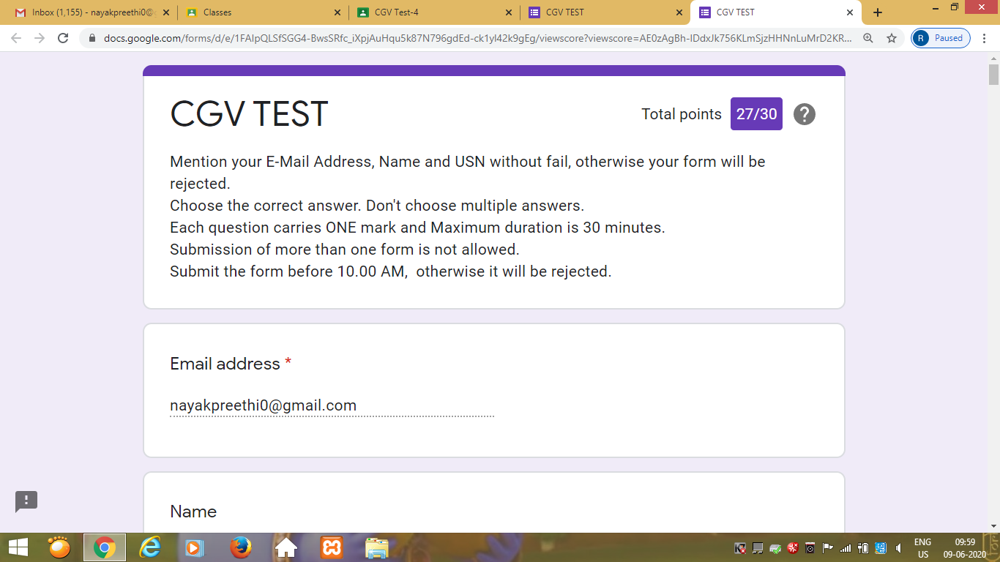 Inbox (1,155) - nayakpreethi0@g
Classes
CGV Test-4
CGV TEST
CGV TEST
docs.google.com/forms/d/e/1FAIpQLSfSGG4-BwsSRfc_iXpjAuHqu5k87N796gdEd-ck1yl42k9gEg/viewscore?viewscore=AE0zAgBh-IDdxJk756KLmSjzHHNnLuMrD2KR...
R Paused
CGV TEST
Total points 27/30
Mention your E-Mail Address, Name and USN without fail, otherwise your form will be
rejected.
Choose the correct answer. Don't choose multiple answers.
Each question carries ONE mark and Maximum duration is 30 minutes.
Submission of more than one form is not allowed.
Submit the form before 10.00 AM,  otherwise it will be rejected.
Email address *
nayakpreethi0@gmail.com
Name
ENG
US
09:59
09-06-2020